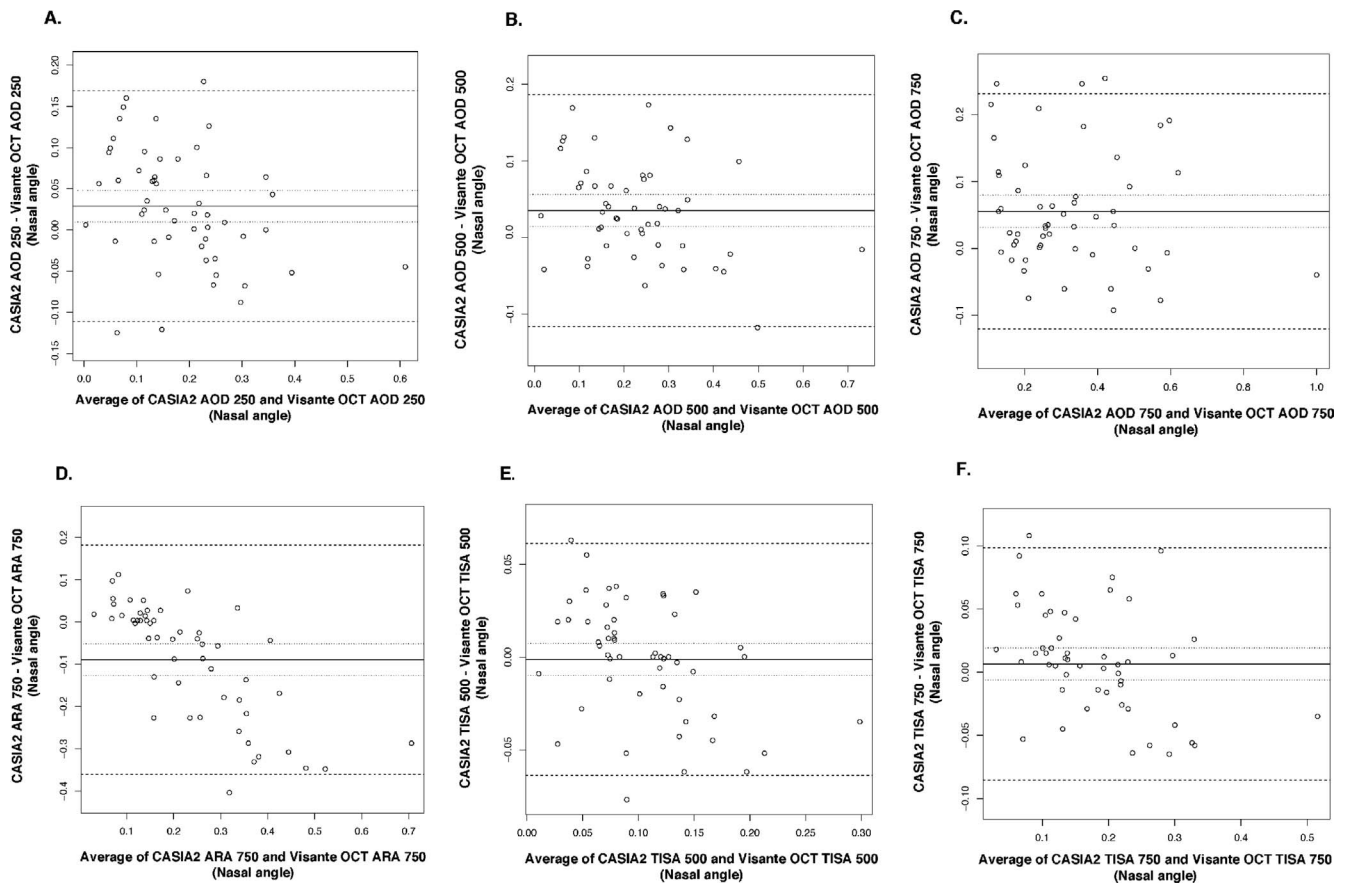 A.
CASIA2 AOD 250 - Visante OCT AOD 250
(Nasal angle)
0.20
0.15
0.10
0.05
0.00
−0.05
−0.10
−0.15
0.0 0.1 0.2 0.3 0.4 0.5 0.6
Average of CASIA2 AOD 250 and Visante OCT AOD 250
(Nasal angle)
B.
CASIA2 AOD 500 - Visante OCT AOD 500
(Nasal angle)
0.2
0.1
0.0
−0.1
0.0 0.1 0.2 0.3 0.4 0.5 0.6 0.7
Average of CASIA2 AOD 500 and Visante OCT AOD 500
(Nasal angle)
C.
CASIA2 AOD 750 - Visante OCT AOD 750
(Nasal angle)
0.2
0.1
0.0
−0.1
0.2 0.4 0.6 0.8 1.0
Average of CASIA2 AOD 750 and Visante OCT AOD 750
(Nasal angle)
D.
CASIA2 ARA 750 - Visante OCT ARA 750
(Nasal angle)
0.2
0.1
0.0
−0.1
−0.2
−0.3
−0.4
0.1 0.2 0.3 0.4 0.5 0.6 0.7
Average of CASIA2 ARA 750 and Visante OCT ARA 750
(Nasal angle)
E.
CASIA2 TISA 500 - Visante OCT TISA 500
(Nasal angle)
0.05
0.00
−0.05
0.00 0.05 0.10 0.15 0.20 0.25 0.30
Average of CASIA2 TISA 500 and Visante OCT TISA 500
(Nasal angle)
F.
CASIA2 TISA 750 - Visante OCT TISA 750
(Nasal angle)
0.10
0.05
0.00
−0.05
−0.10
0.1 0.2 0.3 0.4 0.5
Average of CASIA2 TISA 750 and Visante OCT TISA 750
(Nasal angle)